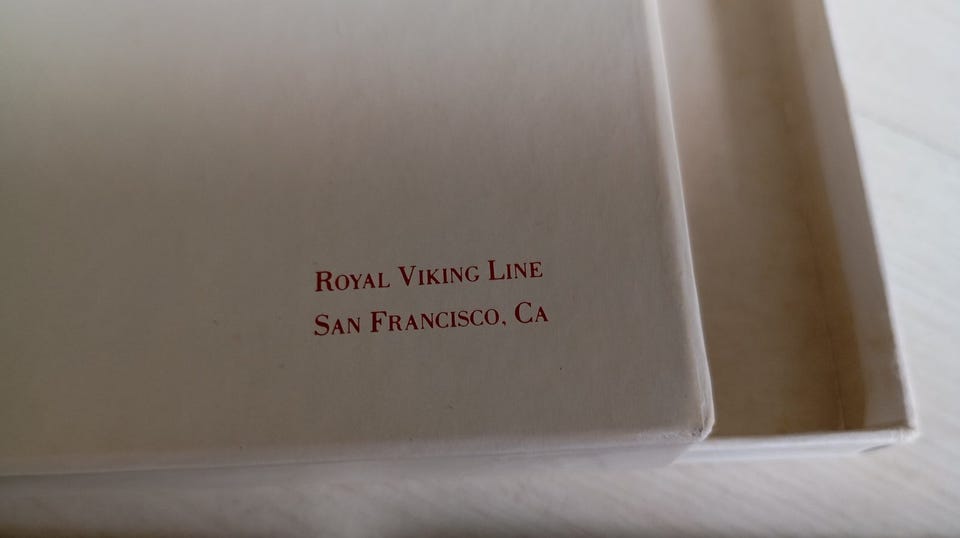 Royal Viking Line
San Francisco, Ca